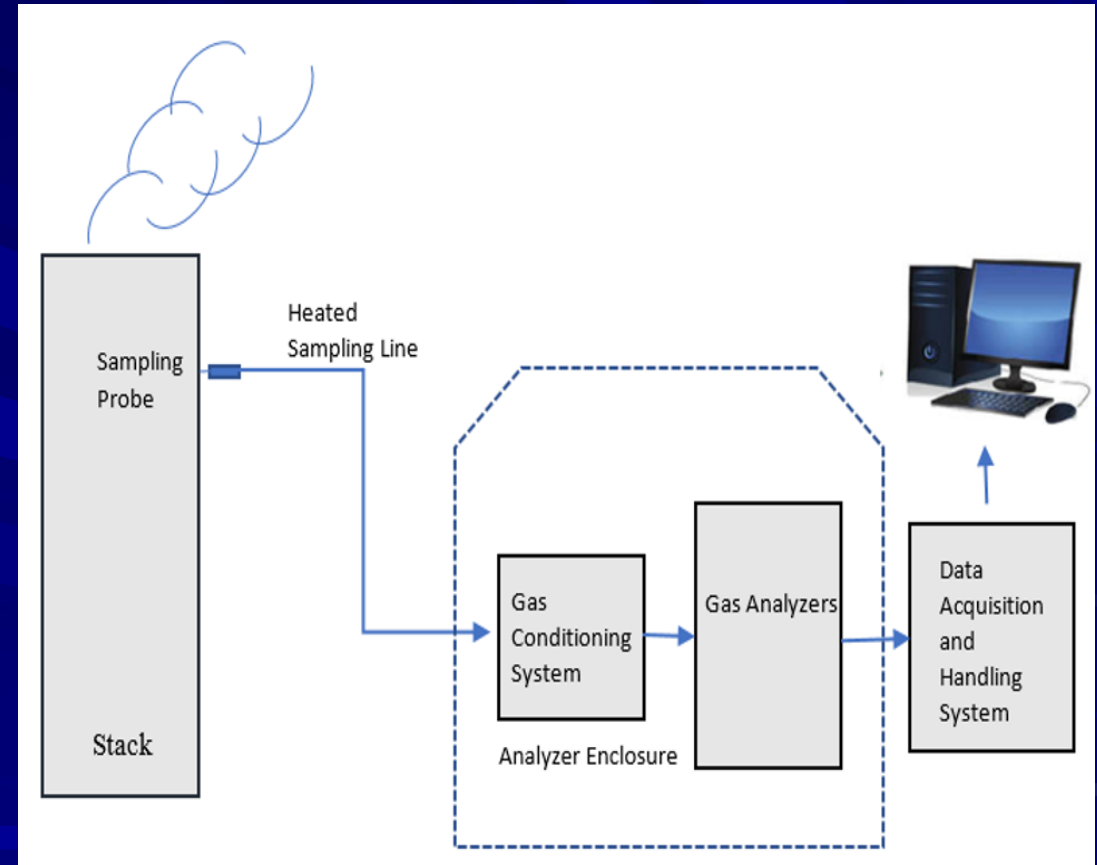 Heated
Sampling Line
Sampling
Probe
Gas
Conditioning
System
Gas Analyzers
Data
Acquisition
and
Handling
System
Stack
Analyzer Enclosure